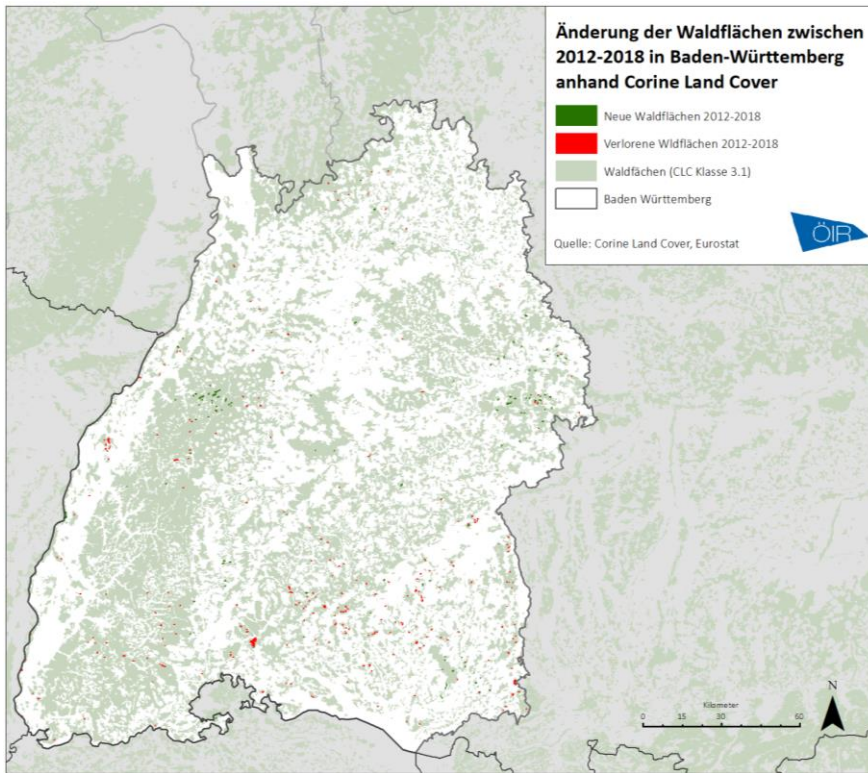 Änderung der Waldflächen zwischen
2012-2018 in Baden-Württemberg
anhand Corine Land Cover
Neue Waldflächen 2012-2018
Verlorene Wldflächen 2012-2018
Waldfächen (CLC Klasse 3.1)
Baden Württemberg
Quelle: Corine Land Cover, Eurostat
ÖIR
N
Kilometer
0 15 30 60